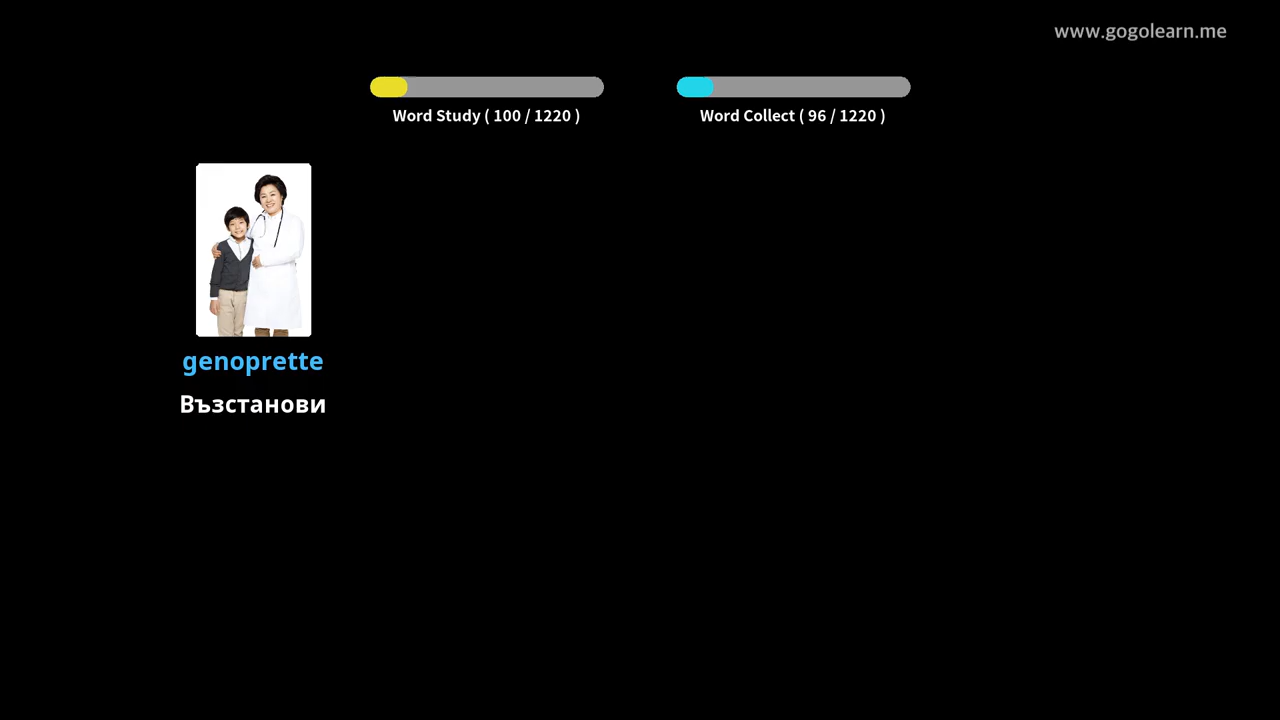 www.gogolearn.me
Word Study ( 100 / 1220 )
Word Collect ( 96 / 1220 )
genoprette
Възстанови